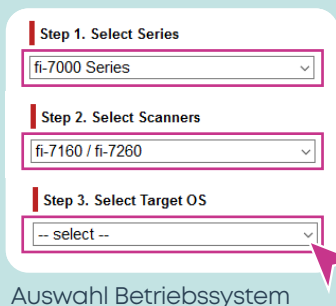 Step 1. Select Series
fi-7000 Series
Step 2. Select Scanners
fi-7160 / fi-7260
Step 3. Select Target OS
-- select --
Auswahl Betriebssystem